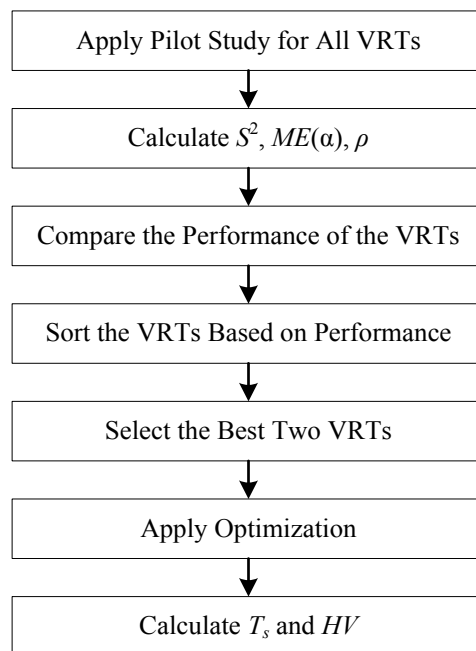 Apply Pilot Study for All VRTs
Calculate S², ME(α), ρ
Compare the Performance of the VRTs
Sort the VRTs Based on Performance
Select the Best Two VRTs
Apply Optimization
Calculate Tₛ and HV